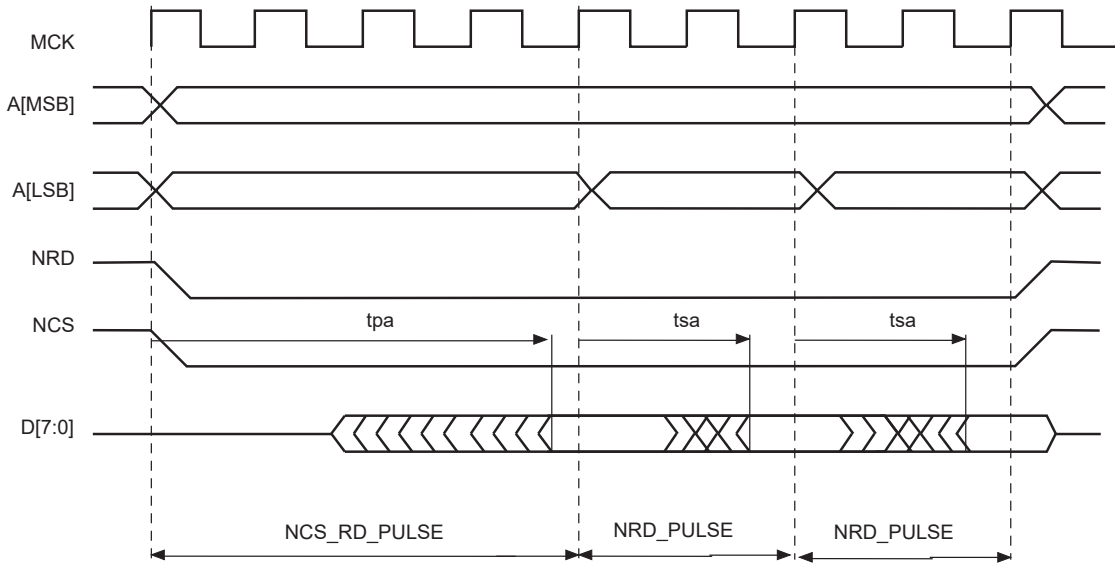 MCK
A[MSB]
A[LSB]
NRD
NCS
tpa
tsa
tsa
D[7:0]
NCS_RD_PULSE
NRD_PULSE
NRD_PULSE